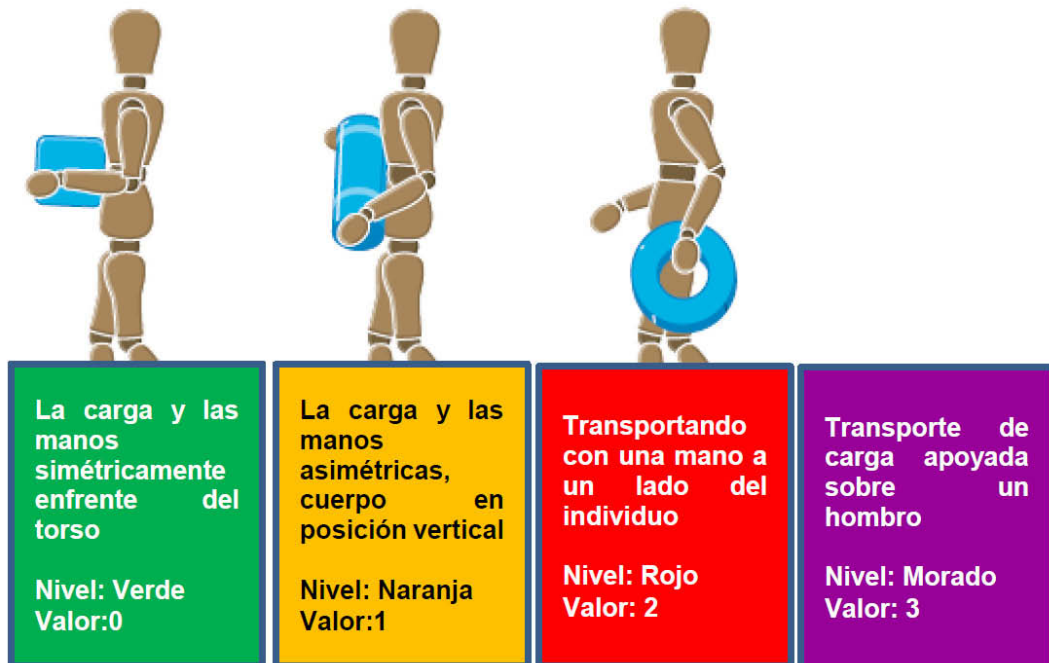 La carga y las
manos
simétricamente
enfrente del
torso
Nivel: Verde
Valor:0
La carga y las
manos
asimétricas,
cuerpo en
posición vertical
Nivel: Naranja
Valor:1
Transportando
con una mano a
un lado del
individuo
Nivel: Rojo
Valor: 2
Transporte de
carga apoyada
sobre un
hombro
Nivel: Morado
Valor: 3